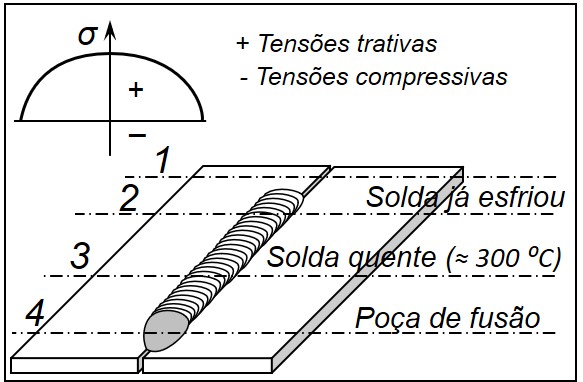 σ
+ Tensões trativas
- Tensões compressivas
+
–
1
2
Solda já esfriou
3
Solda quente (≈ 300 ºC)
4
Poça de fusão